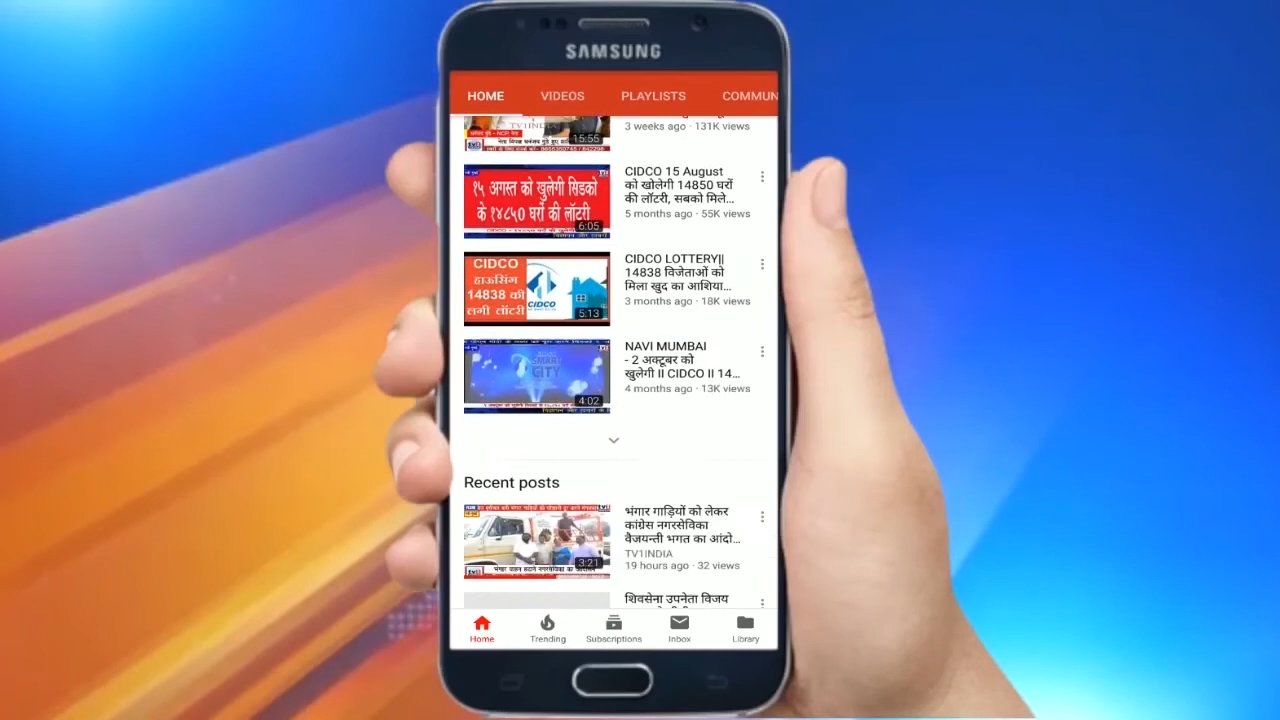 SAMSUNG
HOME VIDEOS PLAYLISTS COMMUN
TV1INDIA
15:55
3 weeks ago · 131K views
१५ अगस्त को खुलेगी सिडको
के १४८५० घरों की लॉटरी
6:05
CIDCO 15 August
को खोलेगी 14850 घरों
की लॉटरी, सबको मिले...
5 months ago · 55K views
CIDCO
हाऊसिंग
14838 की
लगी लॉटरी
CIDCO
5:13
CIDCO LOTTERY||
14838 विजेताओं को
मिला खुद का आशिया...
3 months ago · 18K views
SMART
CITY
4:02
NAVI MUMBAI
- 2 अक्टूबर को
खुलेगी II CIDCO II 14...
4 months ago · 13K views
Recent posts
3:21
भंगार गाड़ियों को लेकर
कांग्रेस नगरसेविका
वैजयन्ती भगत का आंदो...
TV1INDIA
19 hours ago · 32 views
शिवसेना उपनेता विजय
Home Trending Subscriptions Inbox Library